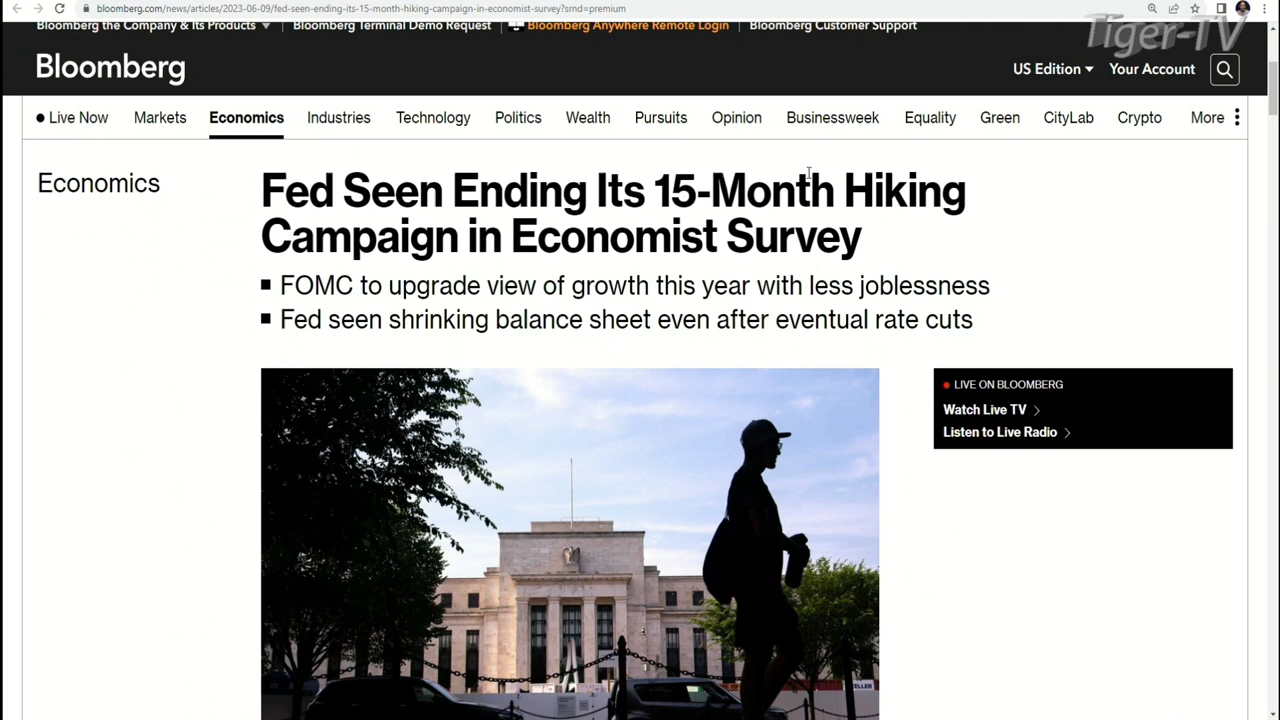 bloomberg.com/news/articles/2023-06-09/fed-seen-ending-its-15-month-hiking-campaign-in-economist-survey?srnd=premium
Tiger-TV
Bloomberg the Company & Its Products
Bloomberg Terminal Demo Request
Bloomberg Anywhere Remote Login
Bloomberg Customer Support
Bloomberg
US Edition
Your Account
Live Now
Markets
Economics
Industries
Technology
Politics
Wealth
Pursuits
Opinion
Businessweek
Equality
Green
CityLab
Crypto
More
Economics
Fed Seen Ending Its 15-Month Hiking
Campaign in Economist Survey
FOMC to upgrade view of growth this year with less joblessness
Fed seen shrinking balance sheet even after eventual rate cuts
LIVE ON BLOOMBERG
Watch Live TV
Listen to Live Radio